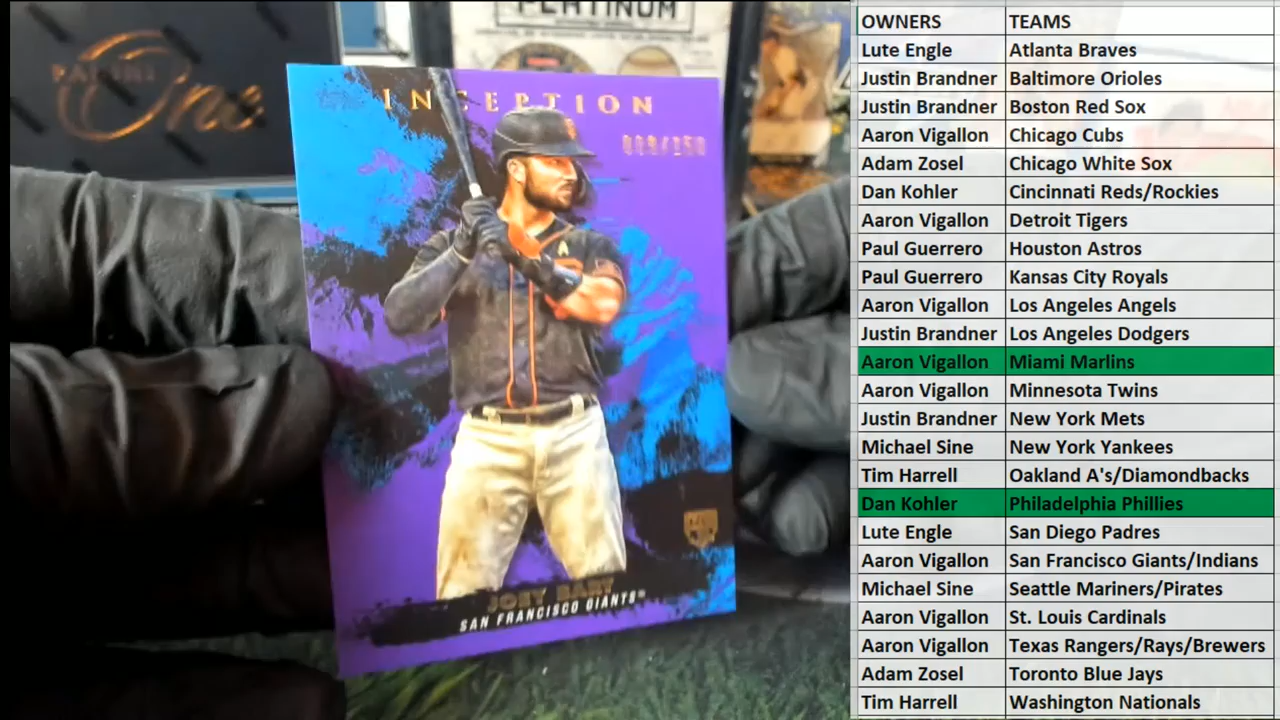 PLATINUM
PANINI
One
INCEPTION
JOEY BART
SAN FRANCISCO GIANTS
OWNERS TEAMS
Lute Engle Atlanta Braves
Justin Brandner Baltimore Orioles
Justin Brandner Boston Red Sox
Aaron Vigallon Chicago Cubs
Adam Zosel Chicago White Sox
Dan Kohler Cincinnati Reds/Rockies
Aaron Vigallon Detroit Tigers
Paul Guerrero Houston Astros
Paul Guerrero Kansas City Royals
Aaron Vigallon Los Angeles Angels
Justin Brandner Los Angeles Dodgers
Aaron Vigallon Miami Marlins
Aaron Vigallon Minnesota Twins
Justin Brandner New York Mets
Michael Sine New York Yankees
Tim Harrell Oakland A's/Diamondbacks
Dan Kohler Philadelphia Phillies
Lute Engle San Diego Padres
Aaron Vigallon San Francisco Giants/Indians
Michael Sine Seattle Mariners/Pirates
Aaron Vigallon St. Louis Cardinals
Aaron Vigallon Texas Rangers/Rays/Brewers
Adam Zosel Toronto Blue Jays
Tim Harrell Washington Nationals